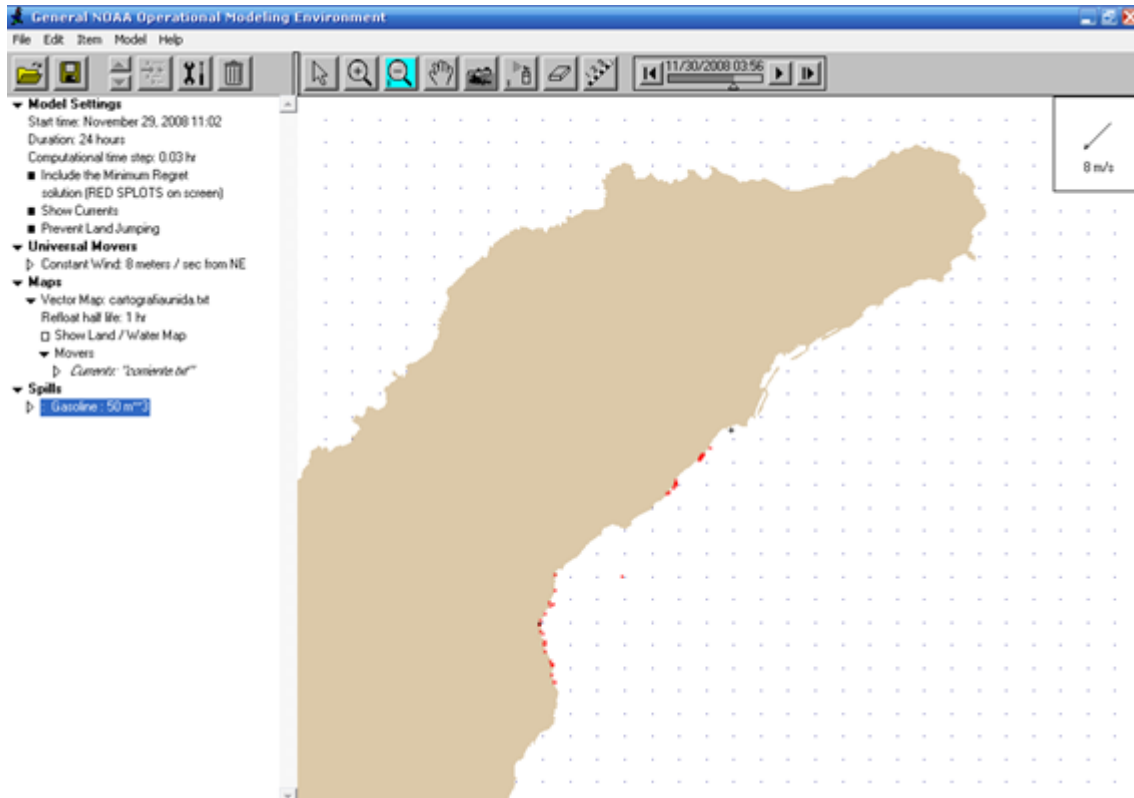 General NOAA Operational Modeling Environment
File Edit Item Model Help
11/30/2008 03:56
Model Settings
Start time: November 29, 2008 11:02
Duration: 24 hours
Computational time step: 0.03 hr
Include the Minimum Regret
solution (RED SPLOTS on screen)
Show Currents
Prevent Land Jumping
Universal Movers
Constant Wind: 8 meters / sec from NE
Maps
Vector Map: cartografiaunida.txt
Refloat half life: 1 hr
Show Land / Water Map
Movers
Currents: "corriente.txt"
Spills
: Gasoline : 50 m**3
8 m/s